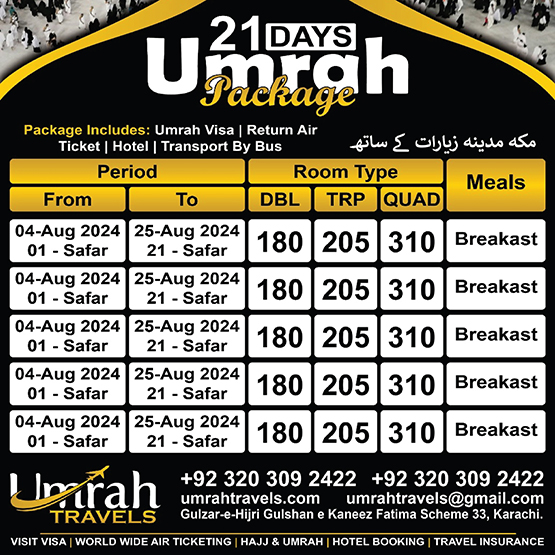 21 DAYS
Umrah
Package
Package Includes: Umrah Visa | Return Air
Ticket | Hotel | Transport By Bus
مکہ مدینہ زیارات کے ساتھ
Period Room Type Meals
From To DBL TRP QUAD
04-Aug 2024 25-Aug 2024 180 205 310 Breakast
01 - Safar 21 - Safar
04-Aug 2024 25-Aug 2024 180 205 310 Breakast
01 - Safar 21 - Safar
04-Aug 2024 25-Aug 2024 180 205 310 Breakast
01 - Safar 21 - Safar
04-Aug 2024 25-Aug 2024 180 205 310 Breakast
01 - Safar 21 - Safar
04-Aug 2024 25-Aug 2024 180 205 310 Breakast
01 - Safar 21 - Safar
Umrah
TRAVELS
+92 320 309 2422 +92 320 309 2422
umrahtravels.com umrahtravels@gmail.com
Gulzar-e-Hijri Gulshan e Kaneez Fatima Scheme 33, Karachi.
VISIT VISA | WORLD WIDE AIR TICKETING | HAJJ & UMRAH | HOTEL BOOKING | TRAVEL INSURANCE